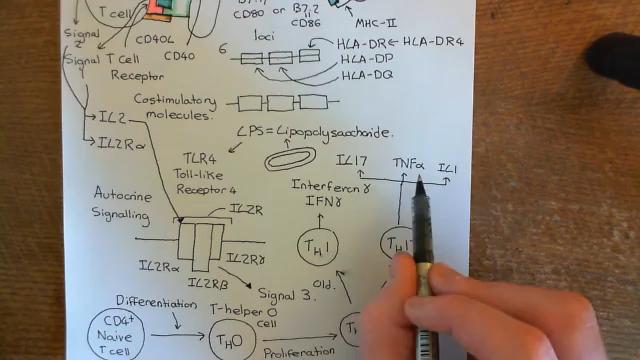 T cell
CD80 or B7.2
CD86
MHC-II
Signal
2
CD40L
CD40
Signal T Cell
Receptor
loci
6
HLA-DR ← HLA-DR4
HLA-DP
HLA-DQ
Costimulatory
molecules.
IL2
IL2Rα
LPS = Lipopolysaccharide.
TLR4
Toll-like
Receptor 4
IL17
TNFα
IL1
Interferon γ
IFNγ
Autocrine
Signalling
IL2R
TH1
IL2Rα
IL2Rβ
IL2Rγ
Signal 3.
Old.
Differentiation
T-helper 0
cell
CD4+
Naive
T cell
TH0
Proliferation